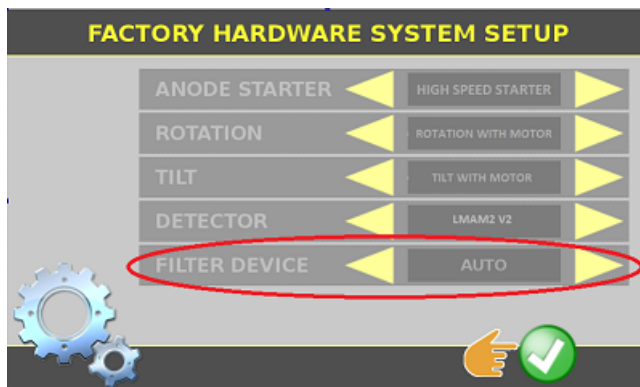 FACTORY HARDWARE SYSTEM SETUP
ANODE STARTER HIGH SPEED STARTER
ROTATION ROTATION WITH MOTOR
TILT TILT WITH MOTOR
DETECTOR LMAM2 V2
FILTER DEVICE AUTO